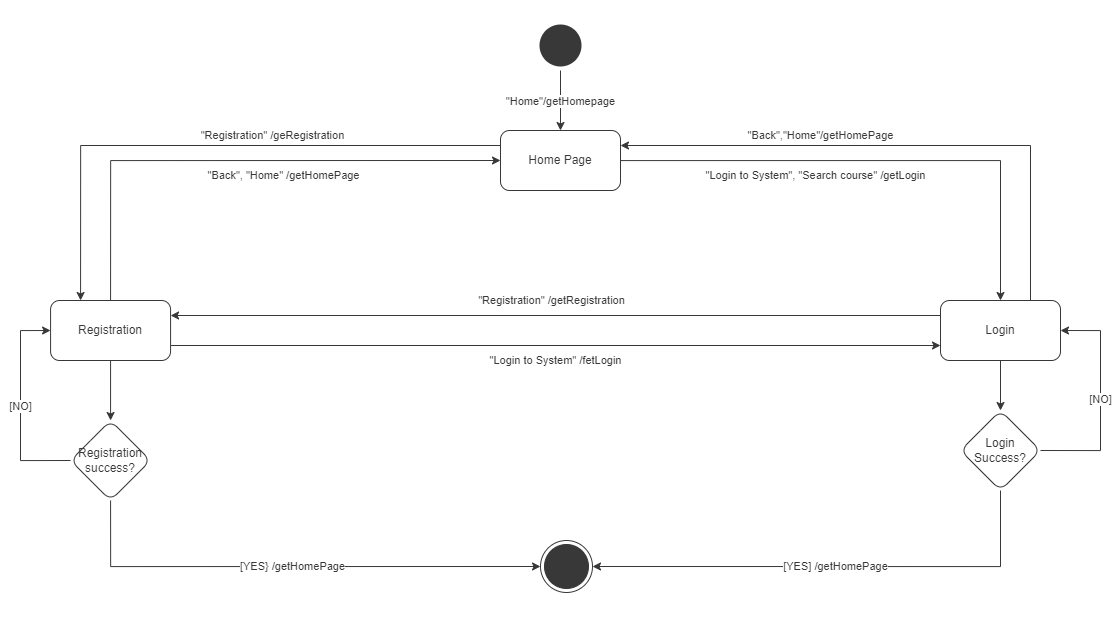 "Home"/getHomepage
"Registration" /geRegistration
"Back","Home"/getHomePage
Home Page
"Back", "Home" /getHomePage
"Login to System", "Search course" /getLogin
"Registration" /getRegistration
Registration
Login
"Login to System" /fetLogin
[NO]
[NO]
Registration
success?
Login
Success?
[YES} /getHomePage
[YES] /getHomePage